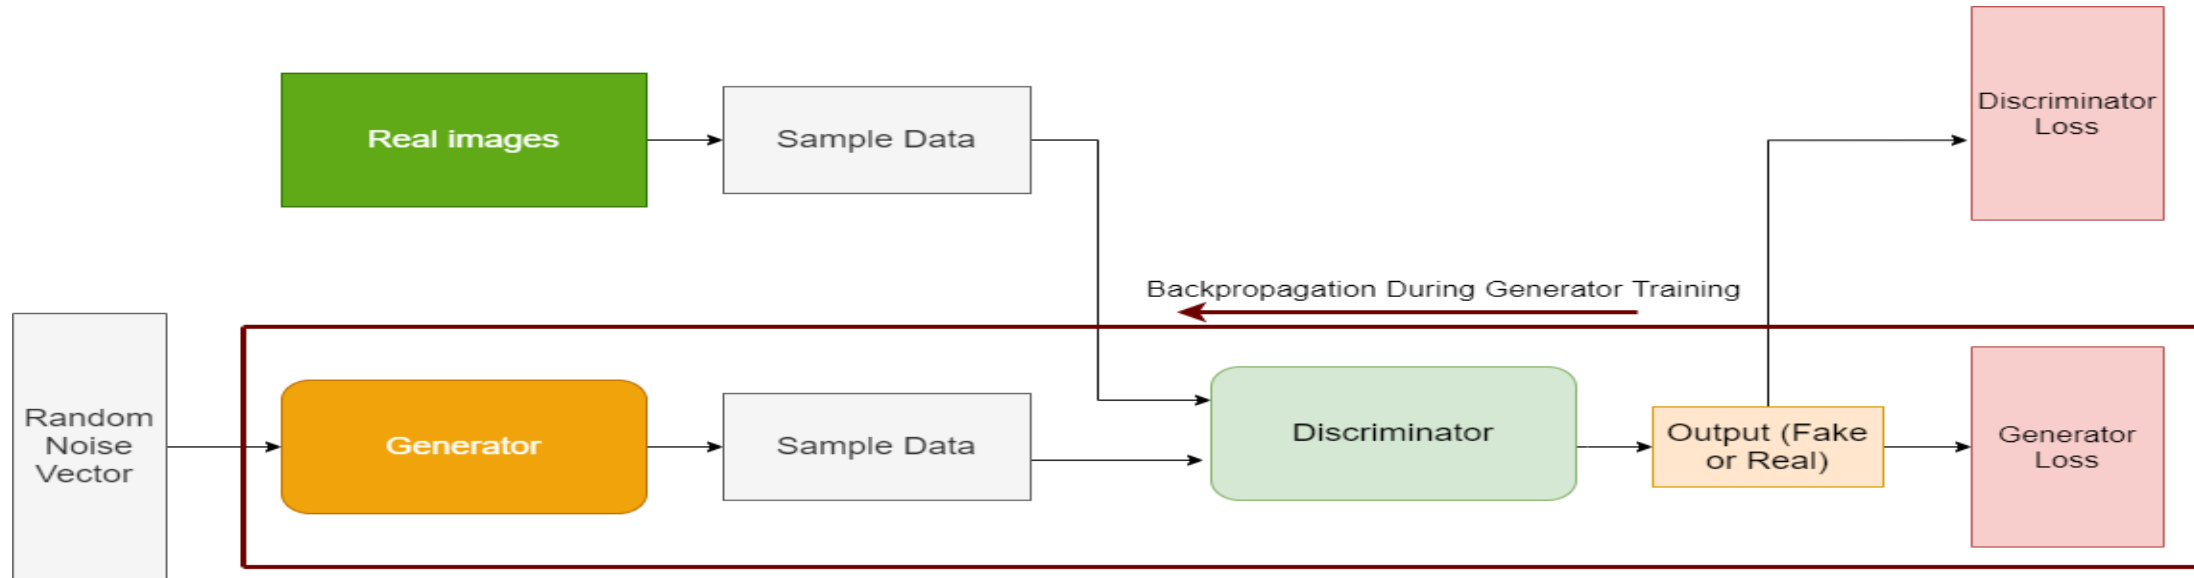 Real images
Sample Data
Discriminator
Loss
Backpropagation During Generator Training
Random
Noise
Vector
Generator
Sample Data
Discriminator
Output (Fake
or Real)
Generator
Loss